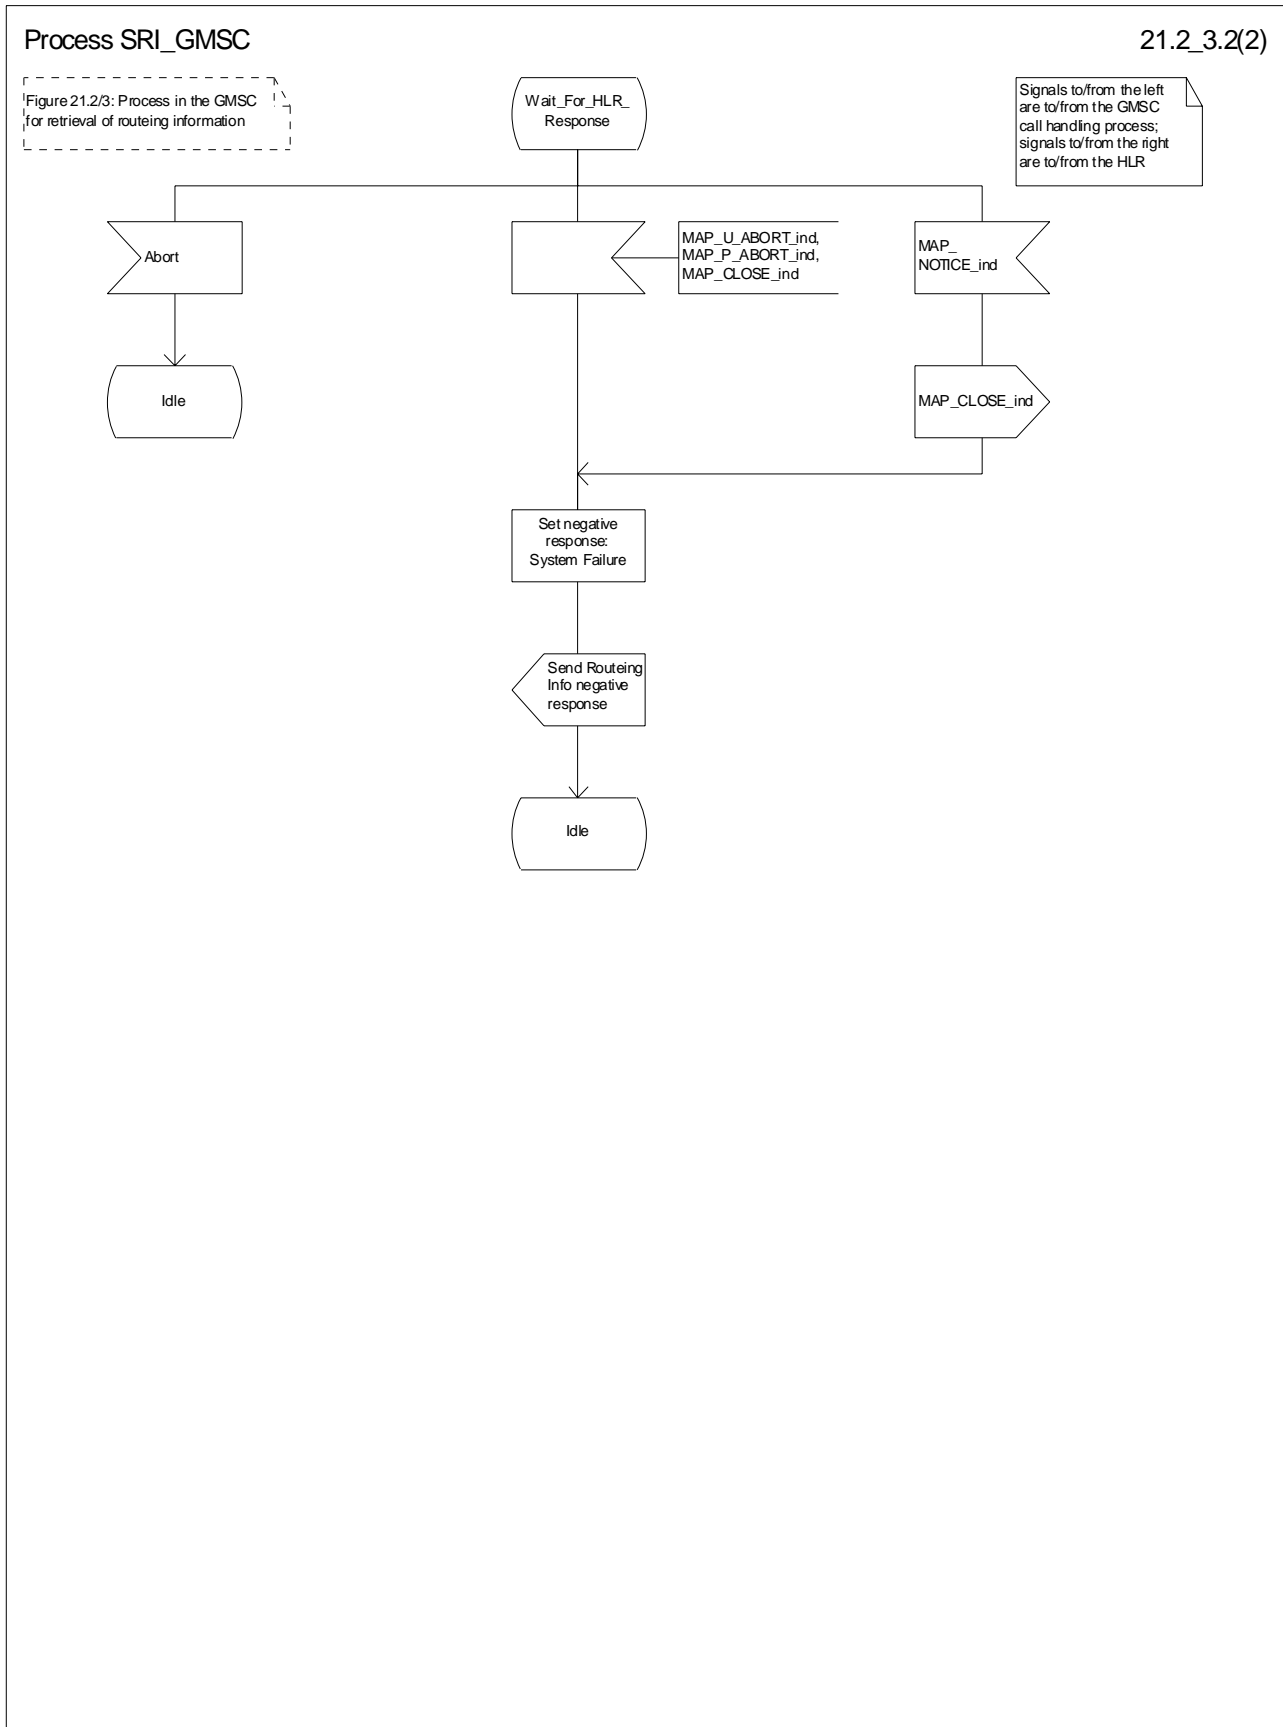 Process SRI_GMSC
21.2_3.2(2)
Figure 21.2/3: Process in the GMSC
for retrieval of routeing information
Wait_For_HLR_
Response
Signals to/from the left
are to/from the GMSC
call handling process;
signals to/from the right
are to/from the HLR
Abort
MAP_U_ABORT_ind,
MAP_P_ABORT_ind,
MAP_CLOSE_ind
MAP_
NOTICE_ind
Idle
MAP_CLOSE_ind
Set negative
response:
System Failure
Send Routeing
Info negative
response
Idle